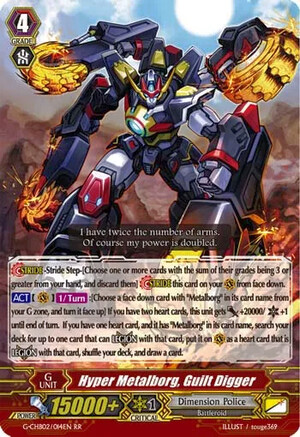 4
GRADE
I have twice the number of arms.
Of course my power is doubled.
STRIDE -Stride Step-[Choose one or more cards with the sum of their grades being 3 or
greater from your hand, and discard them] STRIDE this card on your from face down.
ACT 1/Turn :[Choose a face down card with "Metalborg" in its card name from
your G zone, and turn it face up] If you have two heart cards, this unit gets +20000/ +1
until end of turn. If you have one heart card, and it has "Metalborg" in its card name, search your
deck for up to one card that can LEGION with that card, put it on as a heart card that is
LEGION with that card, shuffle your deck, and draw a card.
G
UNIT
Hyper Metalborg, Guilt Digger
POWER
15000+
1
CRITICAL
Dimension Police
Battleroid
G-CHB02/014EN RR
ILLUST / touge369